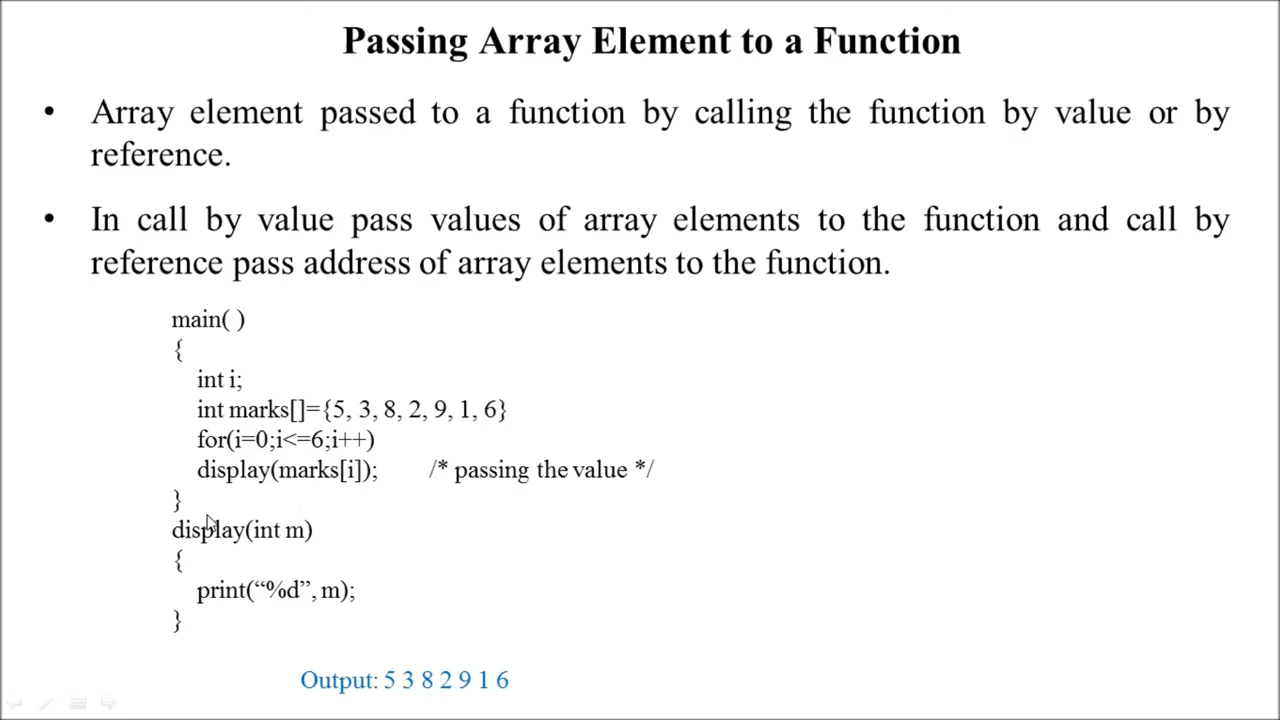 Passing Array Element to a Function
• Array element passed to a function by calling the function by value or by
reference.
• In call by value pass values of array elements to the function and call by
reference pass address of array elements to the function.
main( )
{
int i;
int marks[]={5, 3, 8, 2, 9, 1, 6}
for(i=0;i<=6;i++)
display(marks[i]); /* passing the value */
}
display(int m)
{
print(“%d”, m);
}
Output: 5 3 8 2 9 1 6